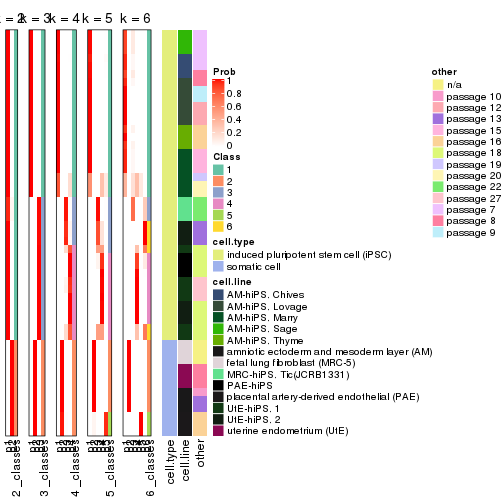 k = 2
k = 3
k = 4
k = 5
k = 6
Prob
1
0.8
0.6
0.4
0.2
0
Class
1
2
3
4
5
6
cell.type
induced pluripotent stem cell (iPSC)
somatic cell
cell.line
AM-hiPS. Chives
AM-hiPS. Lovage
AM-hiPS. Marry
AM-hiPS. Sage
AM-hiPS. Thyme
amniotic ectoderm and mesoderm layer (AM)
fetal lung fibroblast (MRC-5)
MRC-hiPS. Tic(JCRB1331)
PAE-hiPS
placental artery-derived endothelial (PAE)
UtE-hiPS. 1
UtE-hiPS. 2
uterine endometrium (UtE)
other
n/a
passage 10
passage 12
passage 13
passage 15
passage 16
passage 18
passage 19
passage 20
passage 22
passage 27
passage 7
passage 8
passage 9
2_classes
3_classes
4_classes
5_classes
6_classes
cell.type
cell.line
other